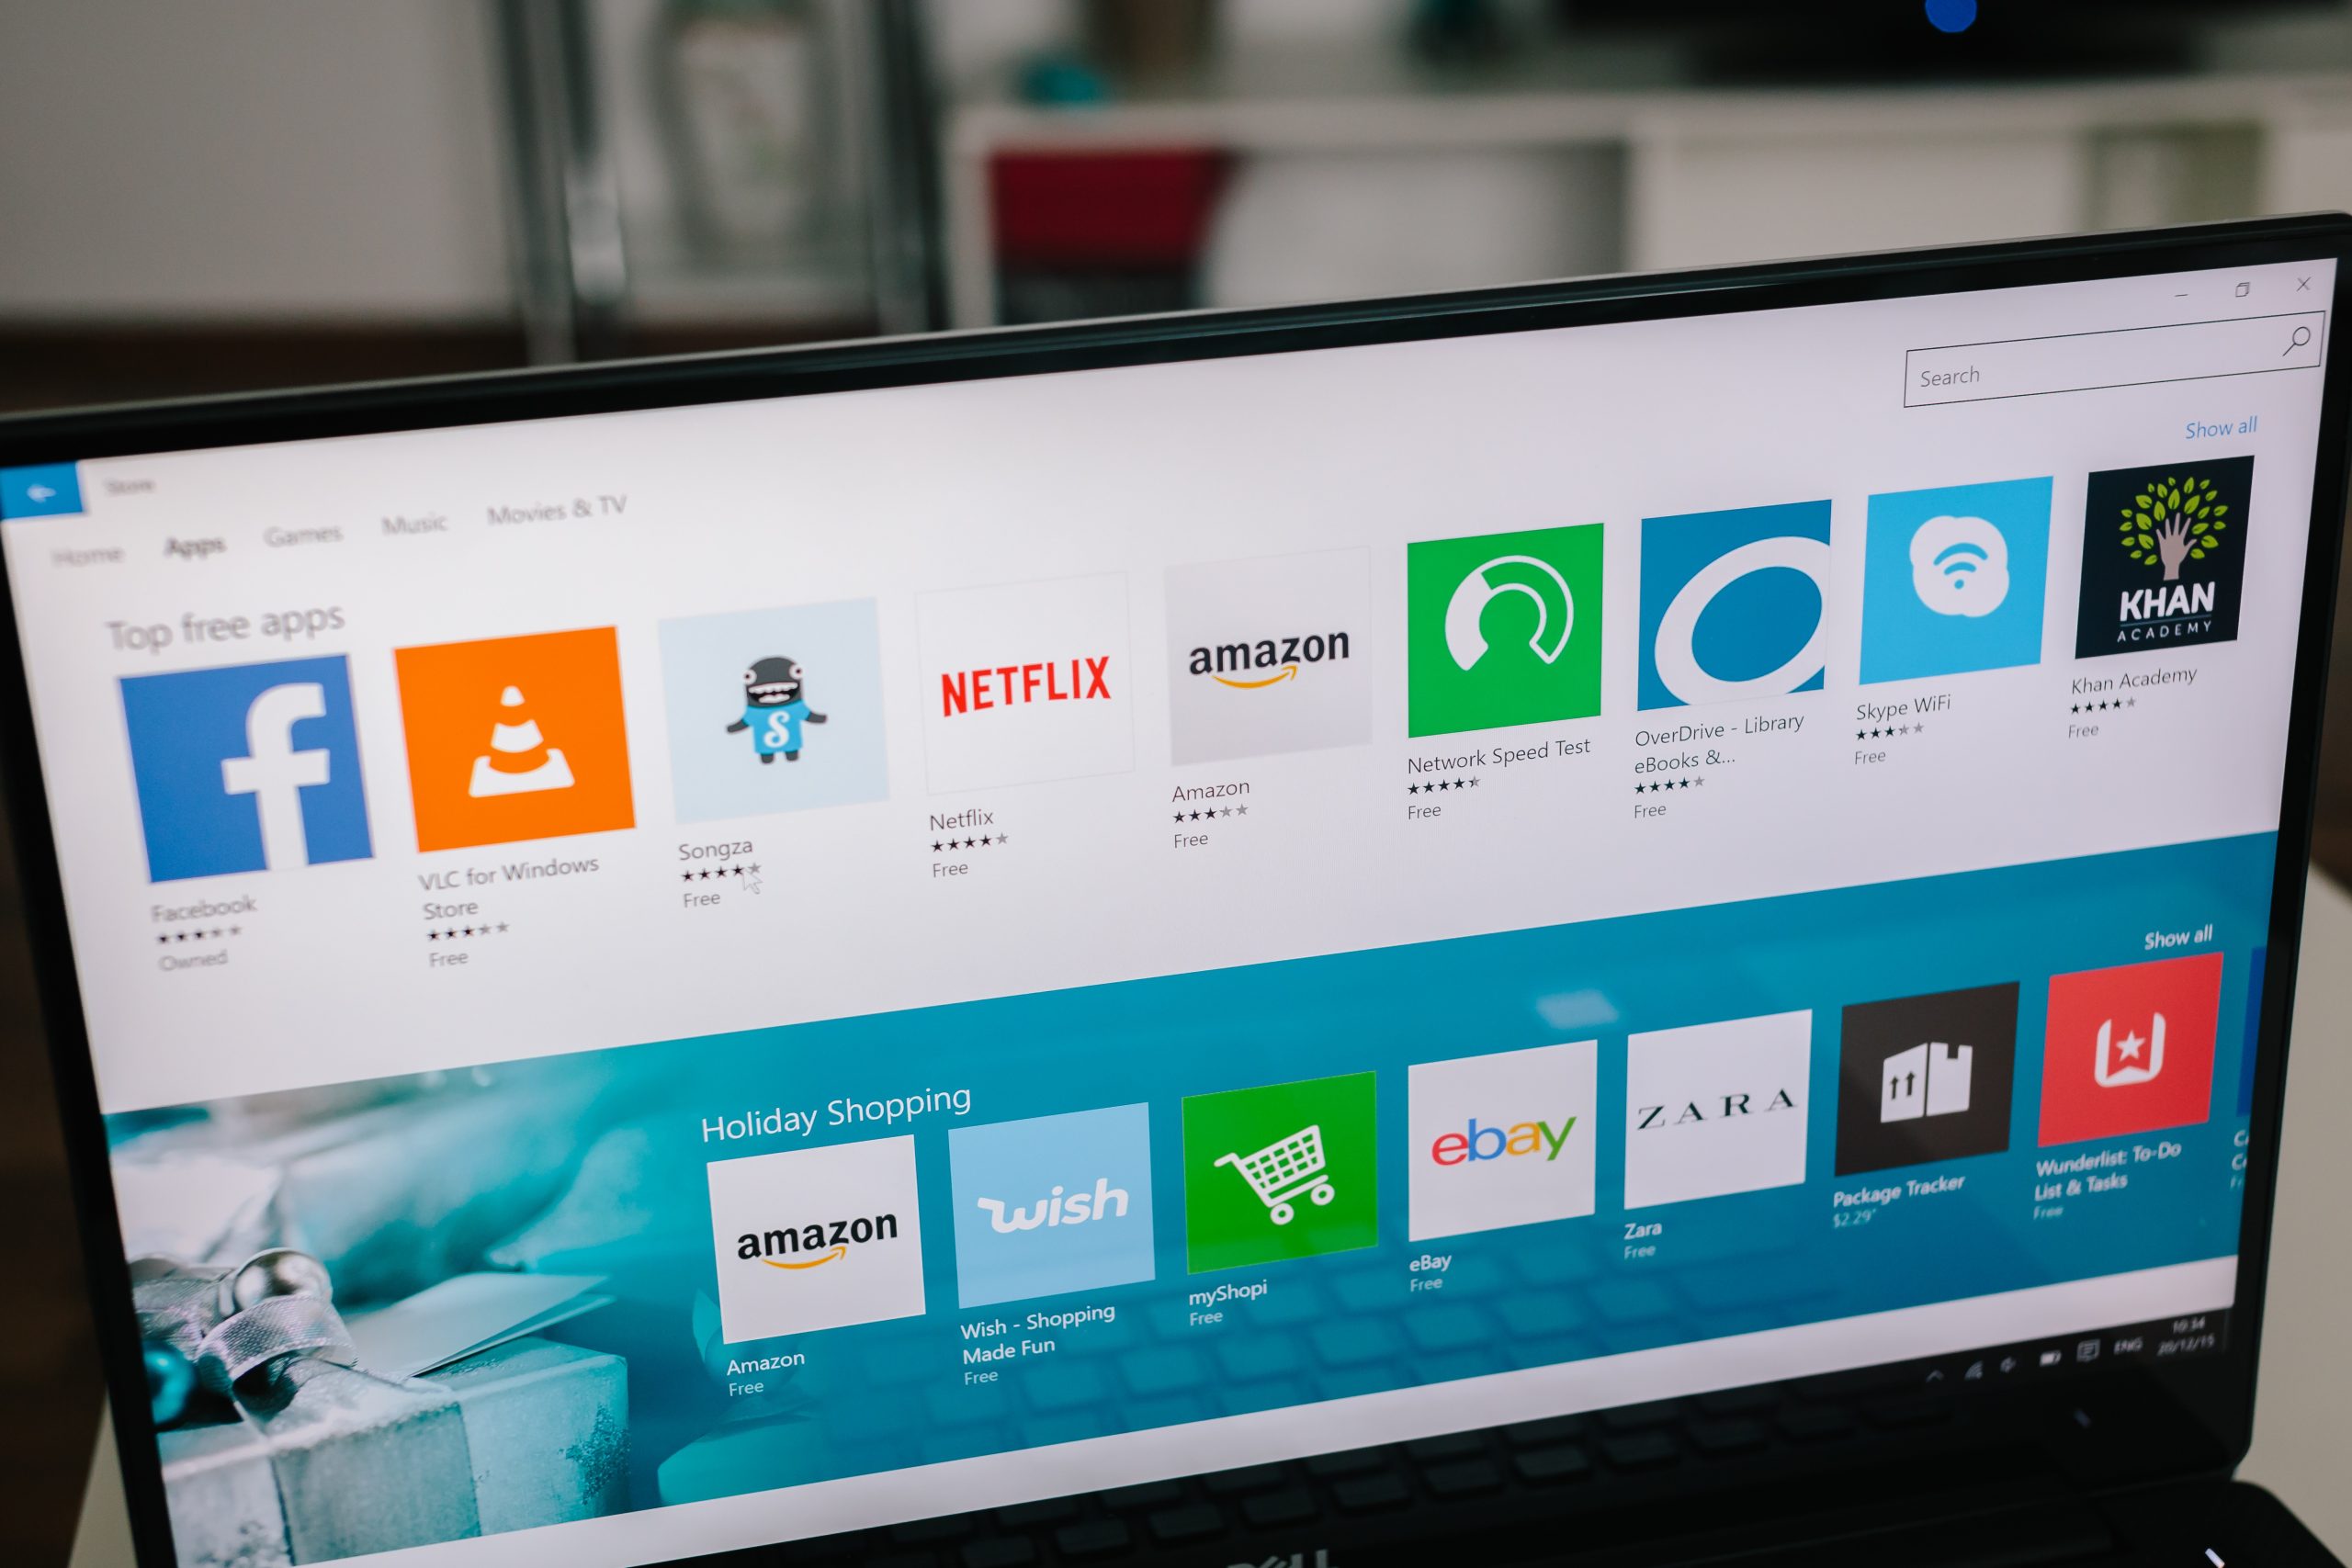 Store
Search
Home Apps Games Music Movies & TV
Show all
Top free apps
f
NETFLIX
amazon
KHAN
ACADEMY
Facebook
Owned
VLC for Windows
Store
Free
S
Songza
Free
Netflix
Free
Amazon
Free
Network Speed Test
Free
OverDrive - Library
eBooks &...
Free
Skype WiFi
Free
Khan Academy
Free
Show all
Holiday Shopping
amazon
wish
ebay
ZARA
Amazon
Free
Wish - Shopping
Made Fun
Free
myShopi
Free
eBay
Free
Zara
Free
Package Tracker
$2.29*
Wunderlist: To-Do
List & Tasks
Free
ENG
10:34
20/12/15
DELL